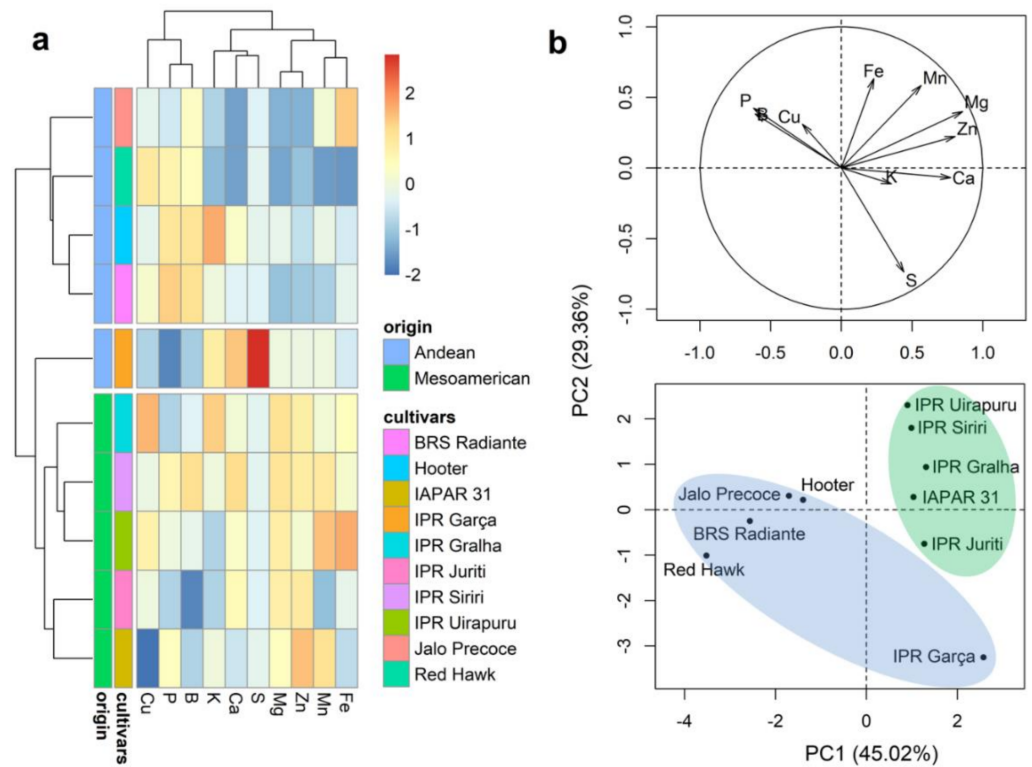 a
2
1
0
-1
-2
origin
Andean
Mesoamerican
cultivars
BRS Radiante
Hooter
IAPAR 31
IPR Garça
IPR Gralha
IPR Juriti
IPR Siriri
IPR Uirapuru
Jalo Precoce
Red Hawk
origin
cultivars
Cu
P
B
K
Ca
S
Mg
Zn
Mn
Fe
b
1.0
0.5
0.0
-0.5
-1.0
Fe
Mn
P
B
Cu
Mg
Zn
K
Ca
S
-1.0 -0.5 0.0 0.5 1.0
PC2 (29.36%)
2
1
0
-1
-2
-3
IPR Uirapuru
IPR Siriri
IPR Gralha
Hooter
Jalo Precoce
IAPAR 31
BRS Radiante
IPR Juriti
Red Hawk
IPR Garça
-4 -2 0 2
PC1 (45.02%)